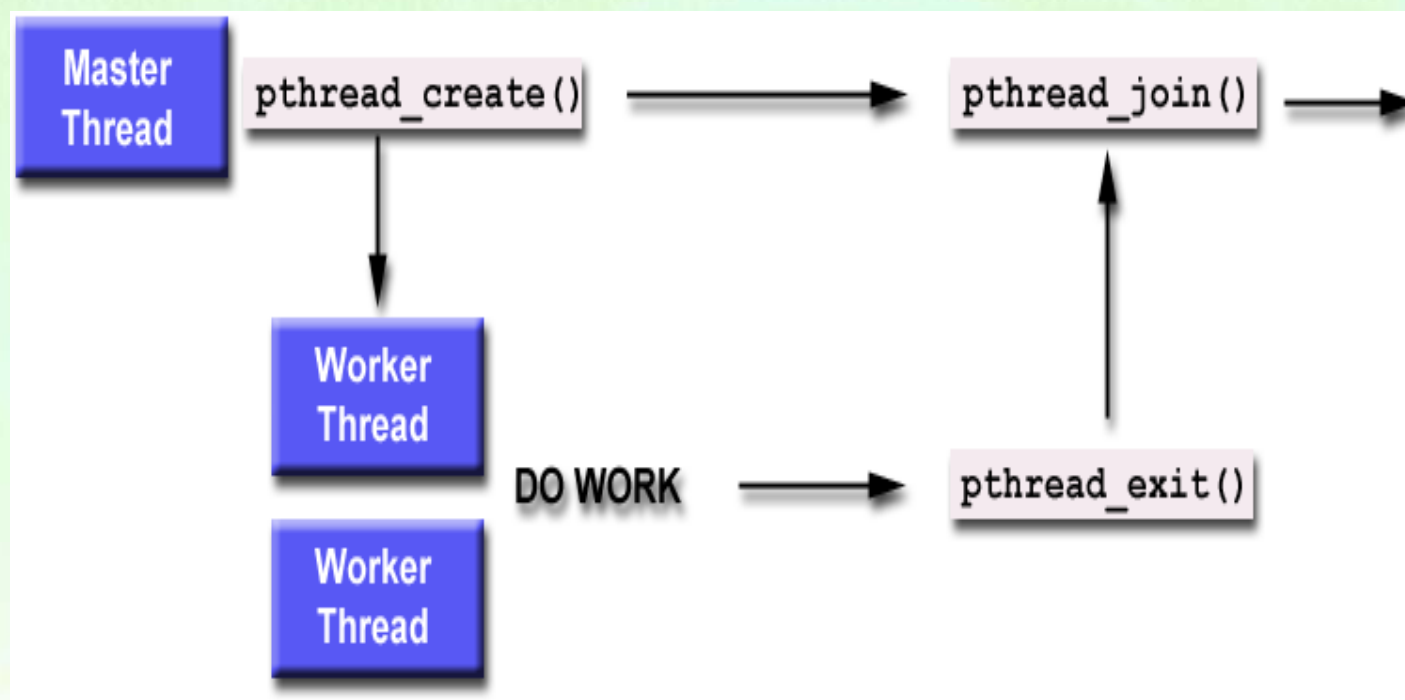 Master
Thread
pthread_create()
pthread_join()
Worker
Thread
DO WORK
pthread_exit()
Worker
Thread